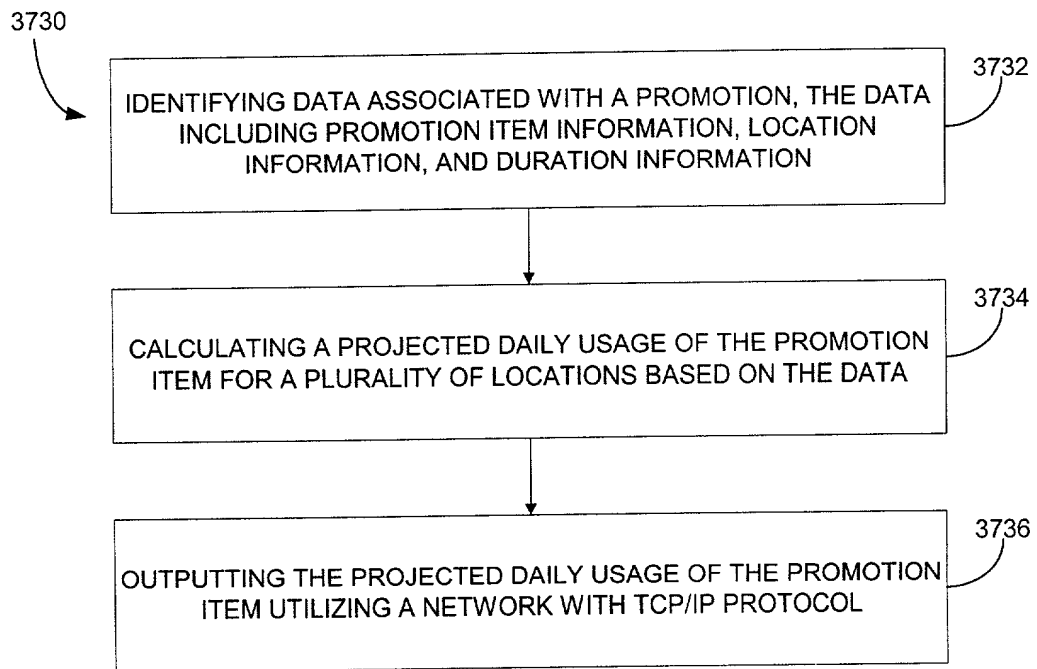 3730
3732
IDENTIFYING DATA ASSOCIATED WITH A PROMOTION, THE DATA
INCLUDING PROMOTION ITEM INFORMATION, LOCATION
INFORMATION, AND DURATION INFORMATION
3734
CALCULATING A PROJECTED DAILY USAGE OF THE PROMOTION
ITEM FOR A PLURALITY OF LOCATIONS BASED ON THE DATA
3736
OUTPUTTING THE PROJECTED DAILY USAGE OF THE PROMOTION
ITEM UTILIZING A NETWORK WITH TCP/IP PROTOCOL